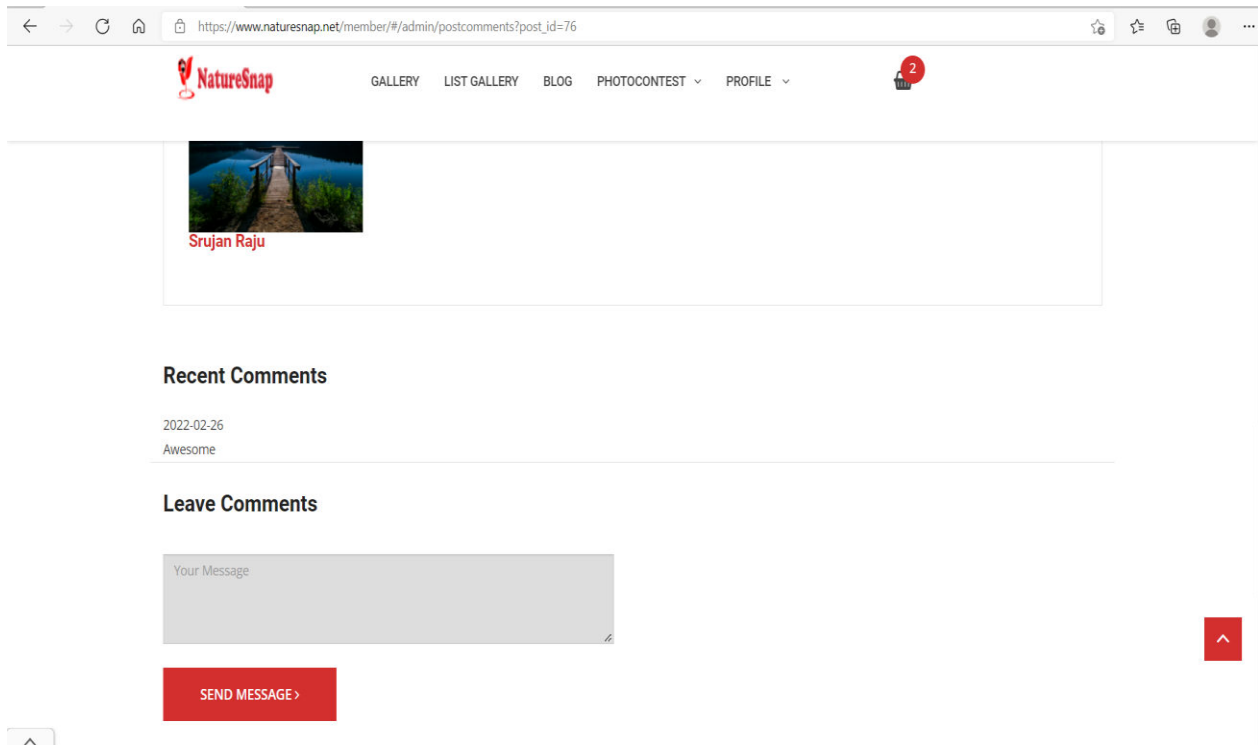 https://www.naturesnap.net/member/#/admin/postcomments?post_id=76
NatureSnap GALLERY LIST GALLERY BLOG PHOTOCONTEST PROFILE 2
Srujan Raju
Recent Comments
2022-02-26
Awesome
Leave Comments
Your Message
SEND MESSAGE >